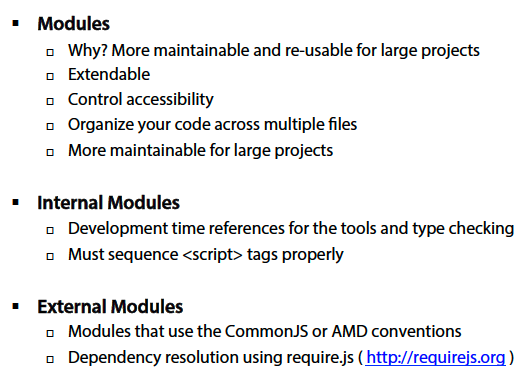 Modules
Why? More maintainable and re-usable for large projects
Extendable
Control accessibility
Organize your code across multiple files
More maintainable for large projects
Internal Modules
Development time references for the tools and type checking
Must sequence <script> tags properly
External Modules
Modules that use the CommonJS or AMD conventions
Dependency resolution using require.js ( http://requirejs.org )